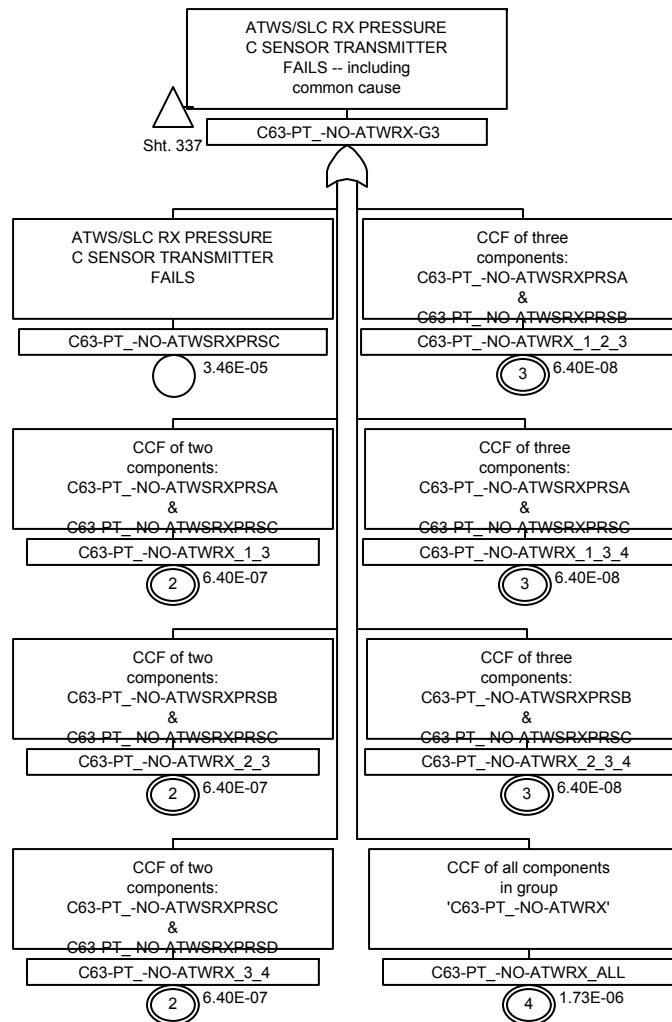 ATWS/SLC RX PRESSURE
C SENSOR TRANSMITTER
FAILS -- including
common cause
C63-PT_-NO-ATWRX-G3
Sht. 337
ATWS/SLC RX PRESSURE
C SENSOR TRANSMITTER
FAILS
C63-PT_-NO-ATWSRXPRSC
3.46E-05
CCF of three
components:
C63-PT_-NO-ATWSRXPRSA
&
C63-PT_-NO-ATWSRXPRSB
C63-PT_-NO-ATWRX_1_2_3
3
6.40E-08
CCF of two
components:
C63-PT_-NO-ATWSRXPRSA
&
C63-PT_-NO-ATWSRXPRSC
C63-PT_-NO-ATWRX_1_3
2
6.40E-07
CCF of three
components:
C63-PT_-NO-ATWSRXPRSA
&
C63-PT_-NO-ATWSRXPRSC
C63-PT_-NO-ATWRX_1_3_4
3
6.40E-08
CCF of two
components:
C63-PT_-NO-ATWSRXPRSB
&
C63-PT_-NO-ATWSRXPRSC
C63-PT_-NO-ATWRX_2_3
2
6.40E-07
CCF of three
components:
C63-PT_-NO-ATWSRXPRSB
&
C63-PT_-NO-ATWSRXPRSC
C63-PT_-NO-ATWRX_2_3_4
3
6.40E-08
CCF of two
components:
C63-PT_-NO-ATWSRXPRSC
&
C63-PT_-NO-ATWSRXPRSD
C63-PT_-NO-ATWRX_3_4
2
6.40E-07
CCF of all components
in group
'C63-PT_-NO-ATWRX'
C63-PT_-NO-ATWRX_ALL
4
1.73E-06